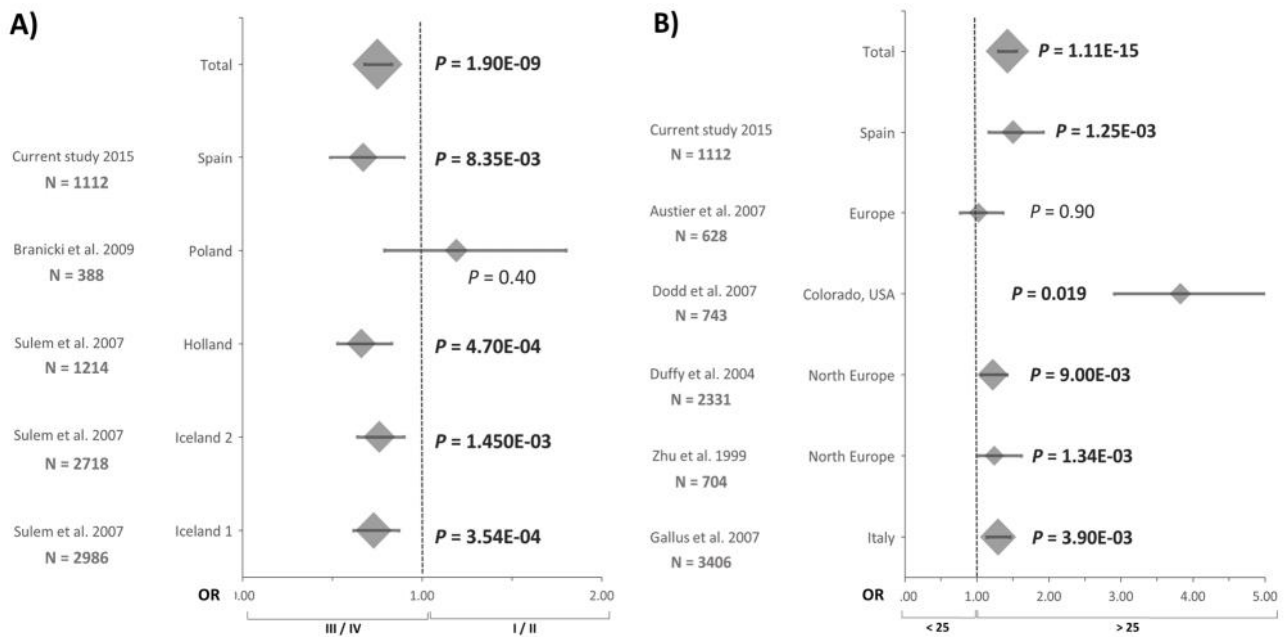 A)
Total
P = 1.90E-09
Current study 2015
N = 1112
Spain
P = 8.35E-03
Branicki et al. 2009
N = 388
Poland
P = 0.40
Sulem et al. 2007
N = 1214
Holland
P = 4.70E-04
Sulem et al. 2007
N = 2718
Iceland 2
P = 1.450E-03
Sulem et al. 2007
N = 2986
Iceland 1
P = 3.54E-04
OR
.00 1.00 2.00
III / IV I / II
B)
Total
P = 1.11E-15
Current study 2015
N = 1112
Spain
P = 1.25E-03
Austier et al. 2007
N = 628
Europe
P = 0.90
Dodd et al. 2007
N = 743
Colorado, USA
P = 0.019
Duffy et al. 2004
N = 2331
North Europe
P = 9.00E-03
Zhu et al. 1999
N = 704
North Europe
P = 1.34E-03
Gallus et al. 2007
N = 3406
Italy
P = 3.90E-03
OR
.00 1.00 2.00 3.00 4.00 5.00
< 25 > 25